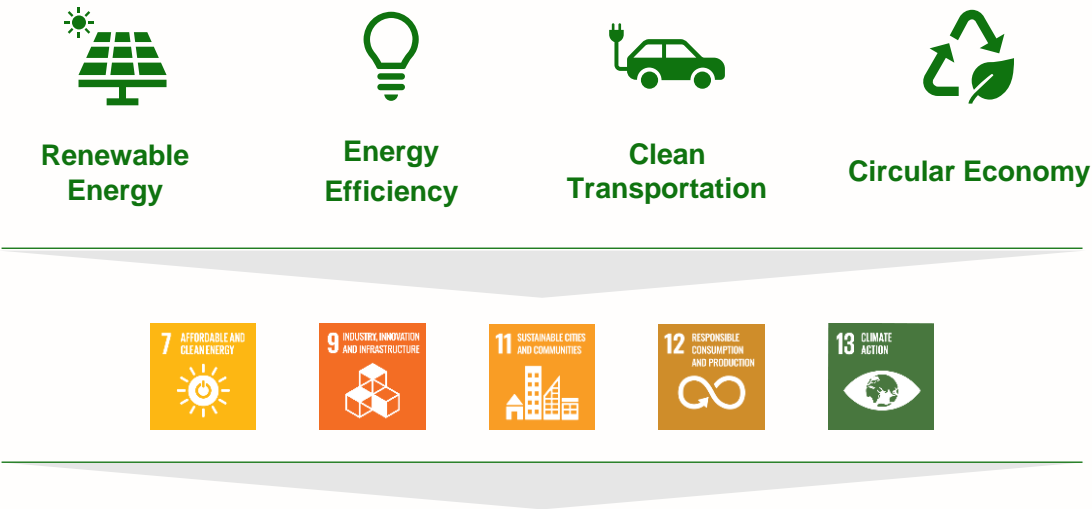 Renewable
Energy
Energy
Efficiency
Clean
Transportation
Circular Economy
7 AFFORDABLE AND
CLEAN ENERGY
9 INDUSTRY, INNOVATION
AND INFRASTRUCTURE
11 SUSTAINABLE CITIES
AND COMMUNITIES
12 RESPONSIBLE
CONSUMPTION
AND PRODUCTION
13 CLIMATE
ACTION